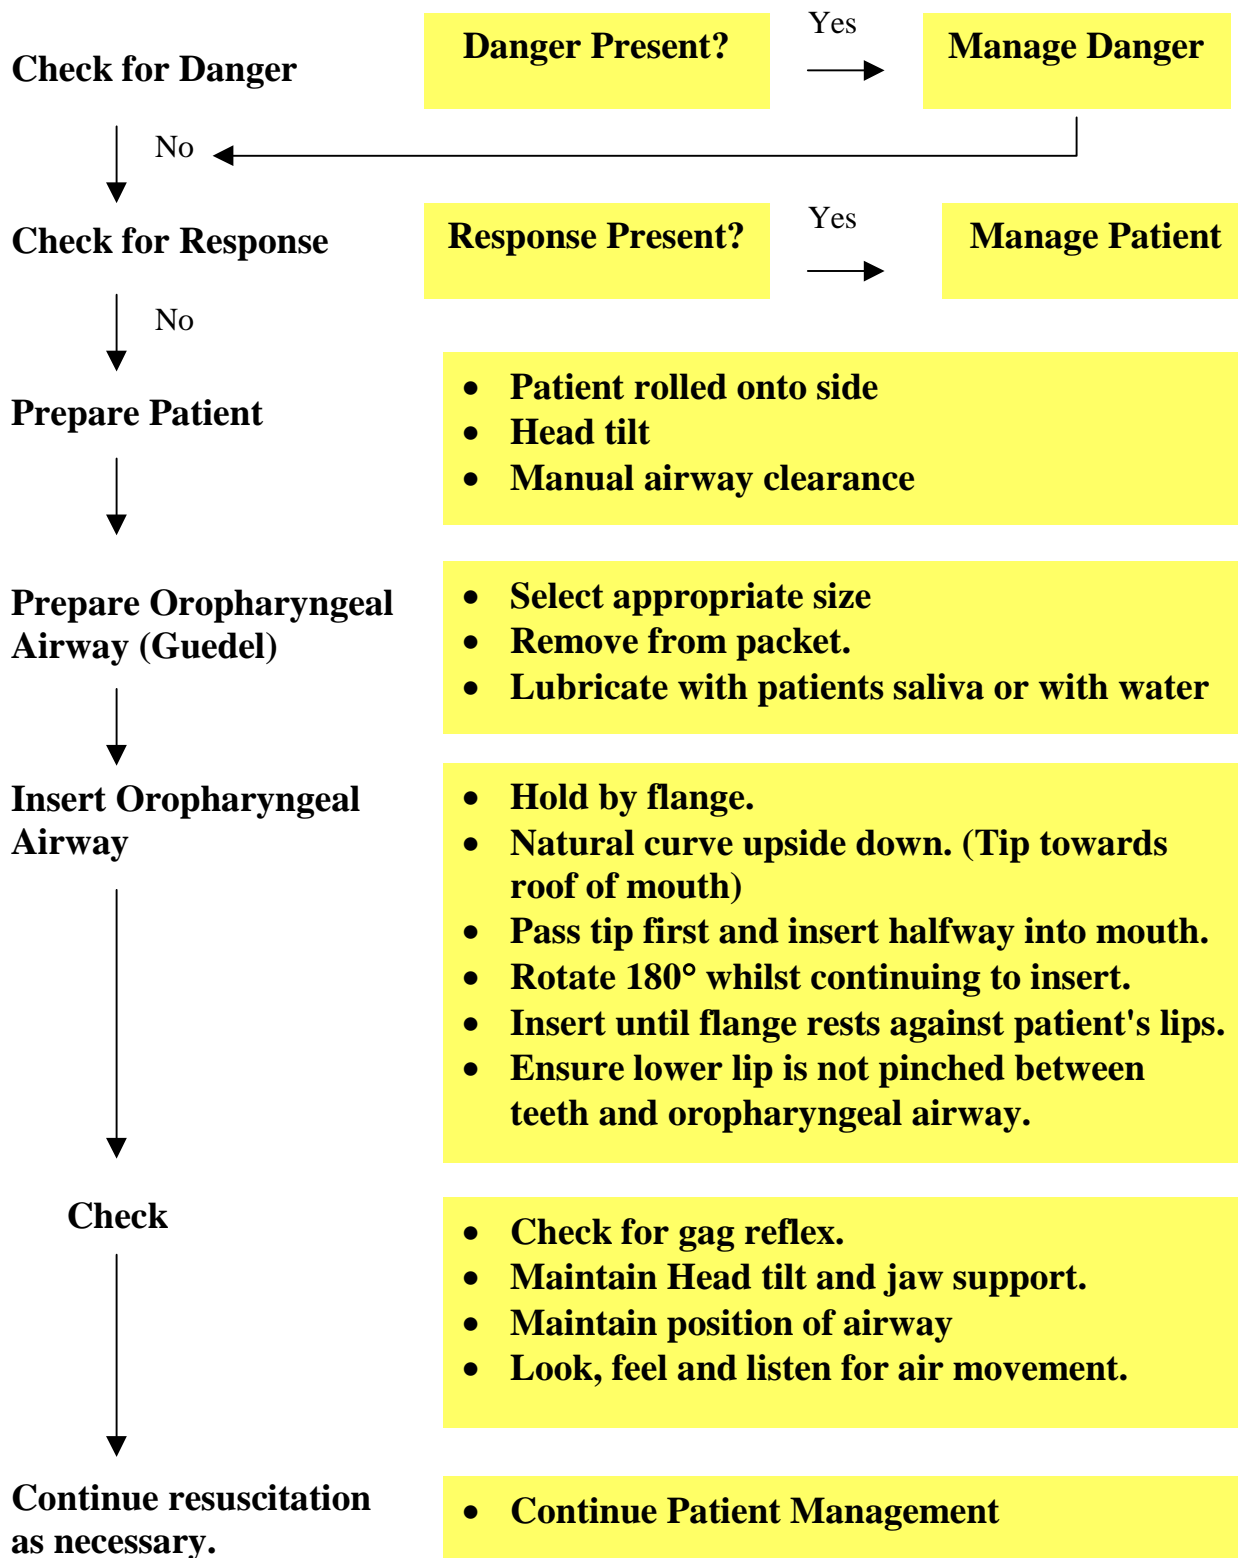 Check for Danger
Danger Present?
Yes
Manage Danger
No
Check for Response
Response Present?
Yes
Manage Patient
No
Prepare Patient
• Patient rolled onto side
• Head tilt
• Manual airway clearance
Prepare Oropharyngeal
Airway (Guedel)
• Select appropriate size
• Remove from packet.
• Lubricate with patients saliva or with water
Insert Oropharyngeal
Airway
• Hold by flange.
• Natural curve upside down. (Tip towards
roof of mouth)
• Pass tip first and insert halfway into mouth.
• Rotate 180° whilst continuing to insert.
• Insert until flange rests against patient's lips.
• Ensure lower lip is not pinched between
teeth and oropharyngeal airway.
Check
• Check for gag reflex.
• Maintain Head tilt and jaw support.
• Maintain position of airway
• Look, feel and listen for air movement.
Continue resuscitation
as necessary.
• Continue Patient Management